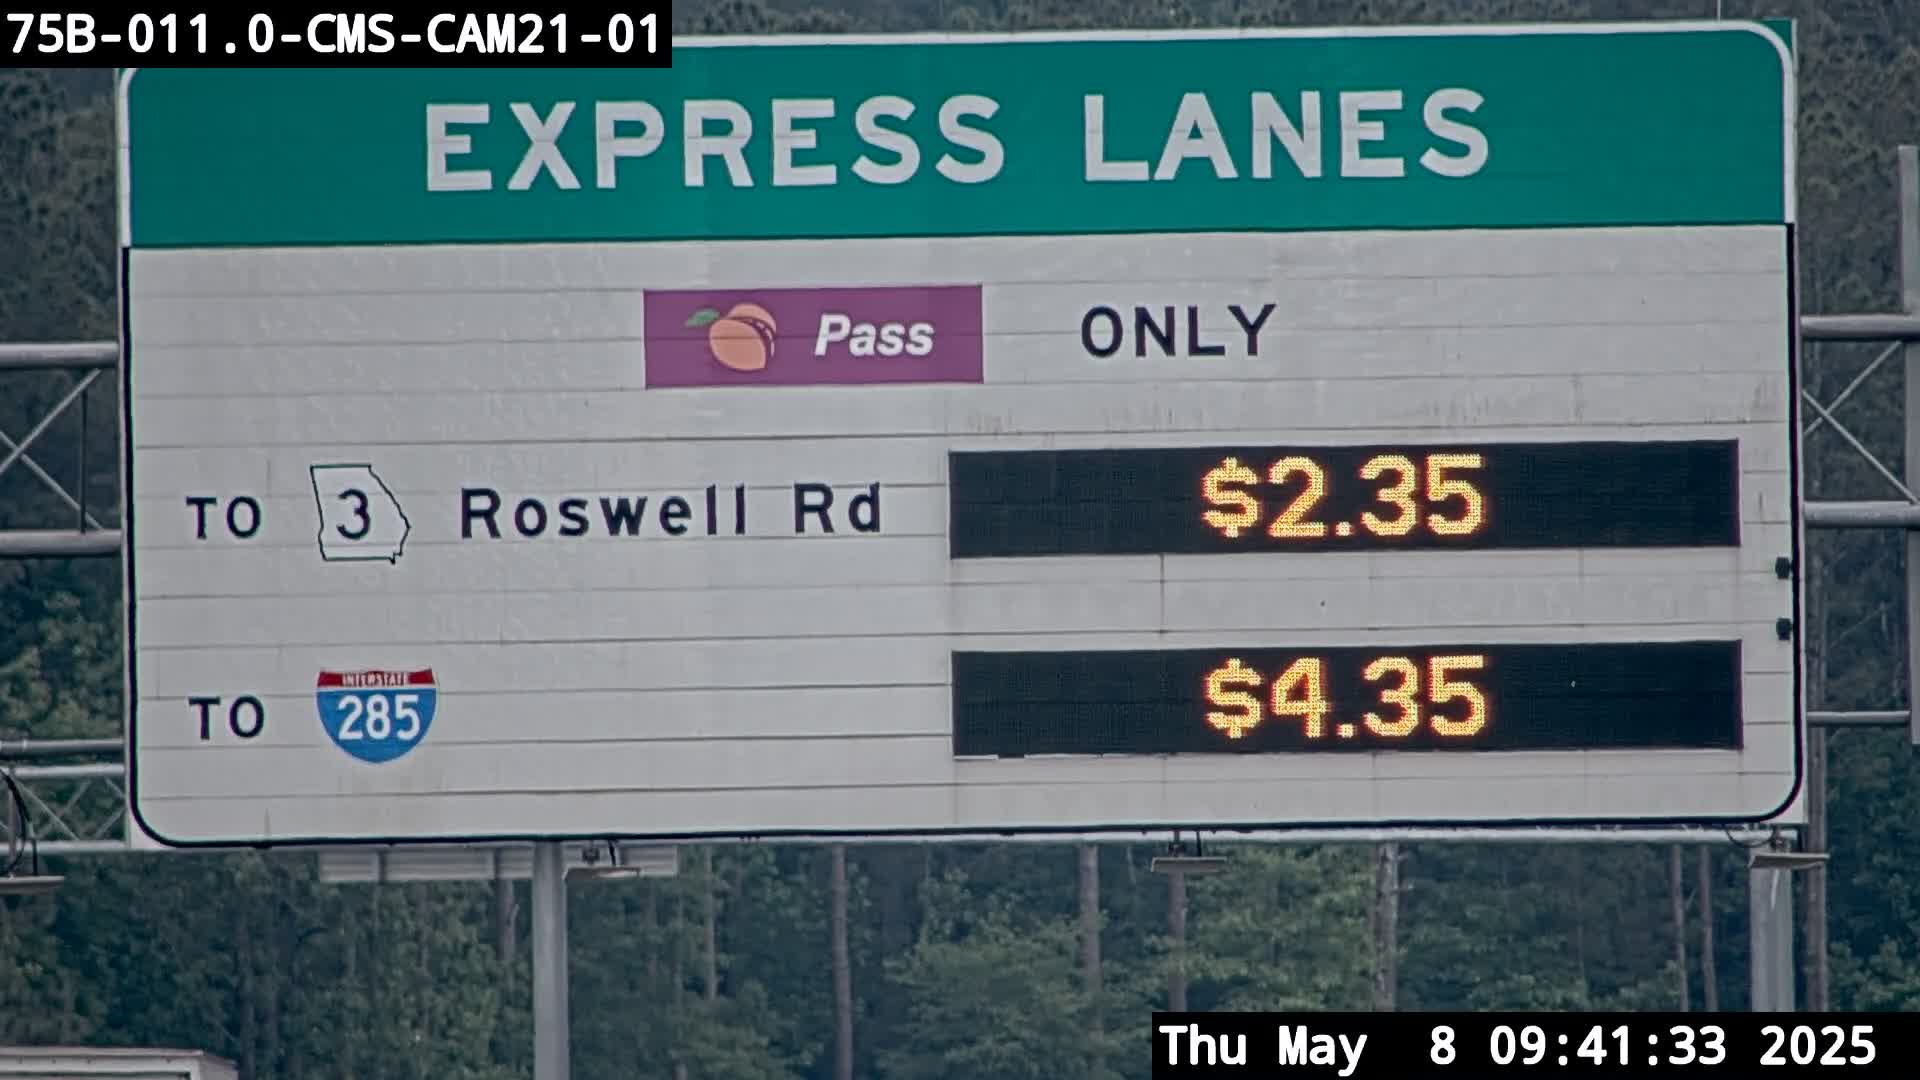 75B-011.0-CMS-CAM21-01
EXPRESS LANES
Pass ONLY
TO 3 Roswell Rd $2.35
TO INTERSTATE 285 $4.35
Thu May 8 09:41:33 2025